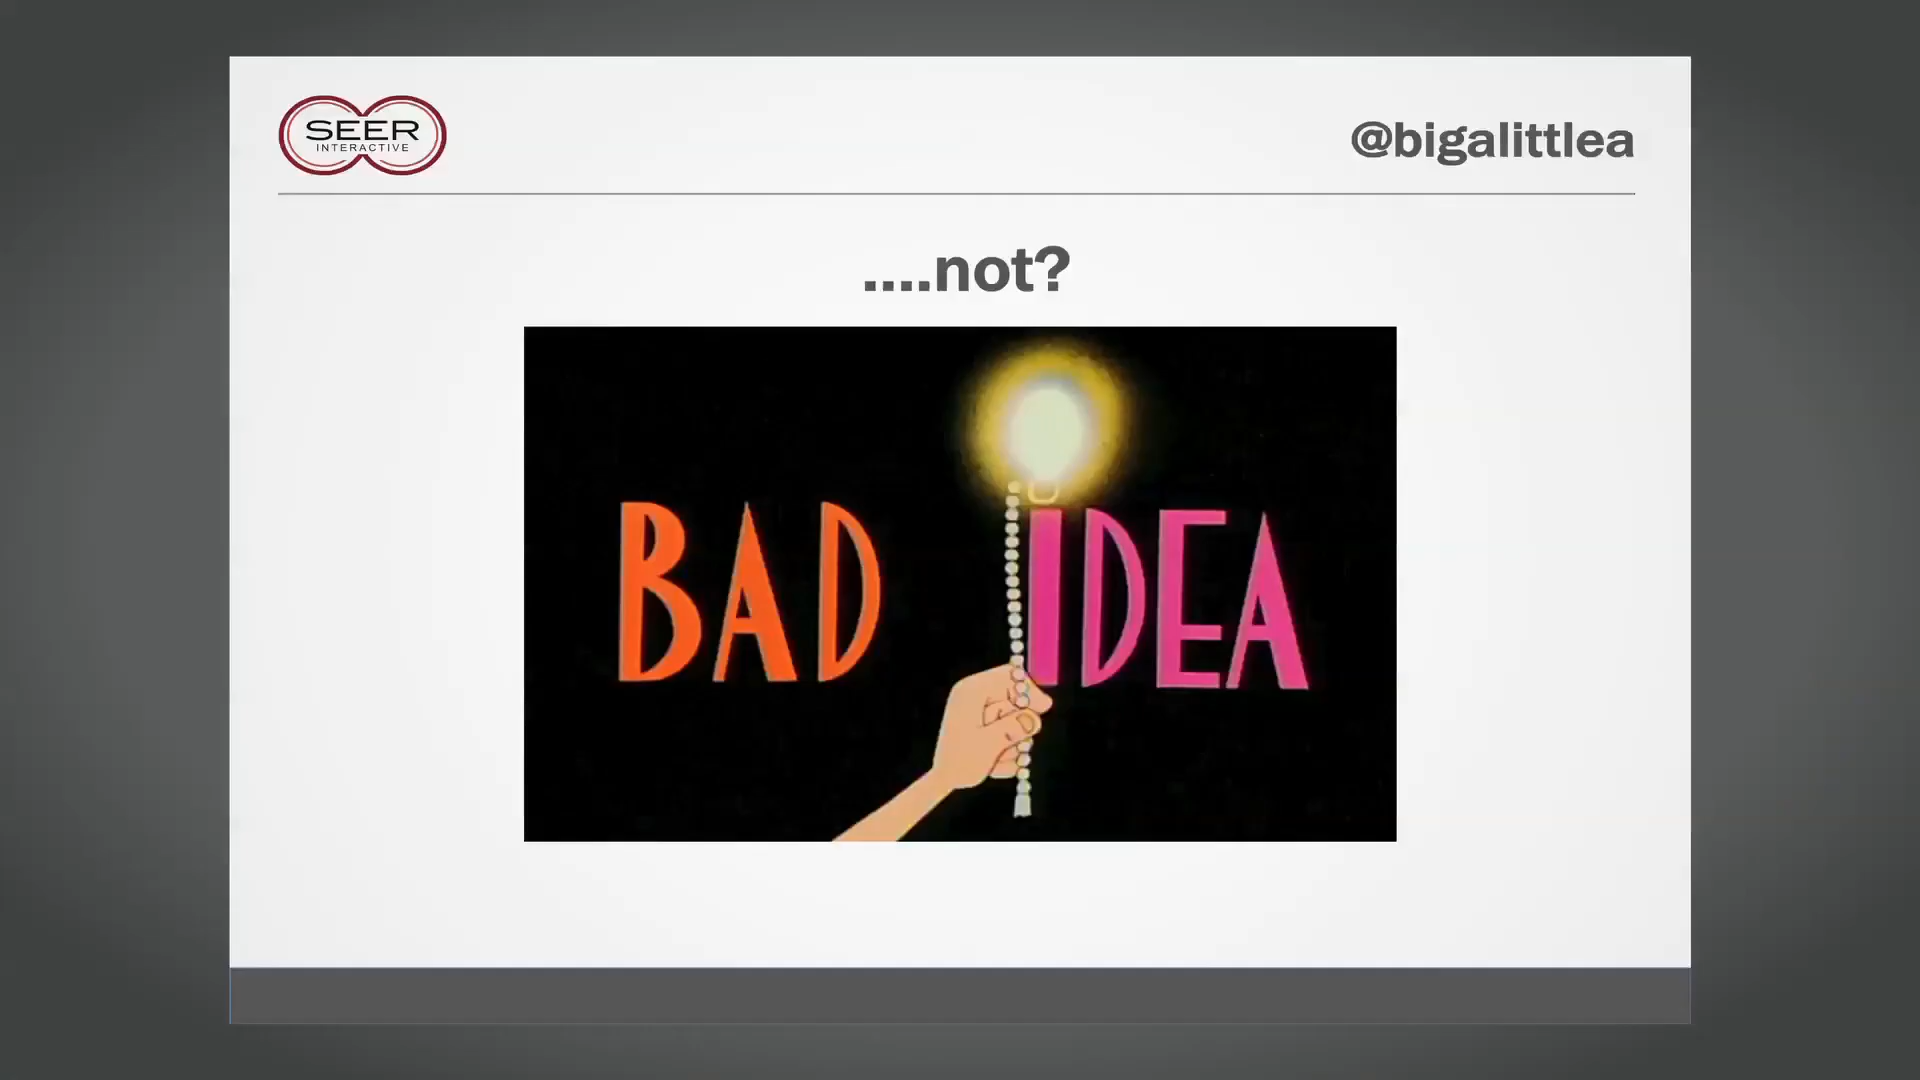 SEER
INTERACTIVE
@bigalittlea
....not?
BAD IDEA